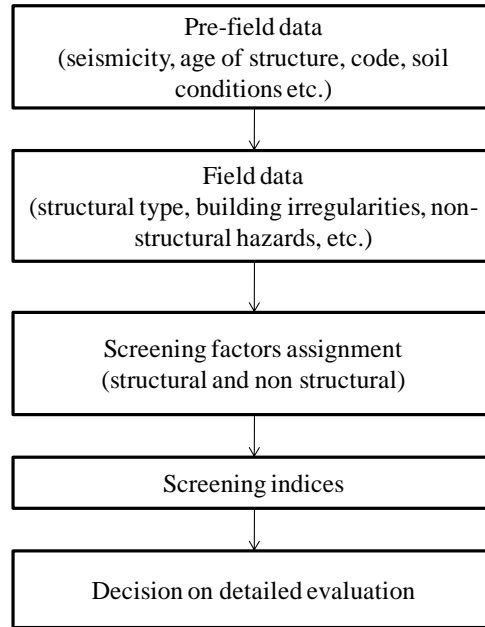 Pre-field data
(seismicity, age of structure, code, soil
conditions etc.)
Field data
(structural type, building irregularities, non-
structural hazards, etc.)
Screening factors assignment
(structural and non structural)
Screening indices
Decision on detailed evaluation